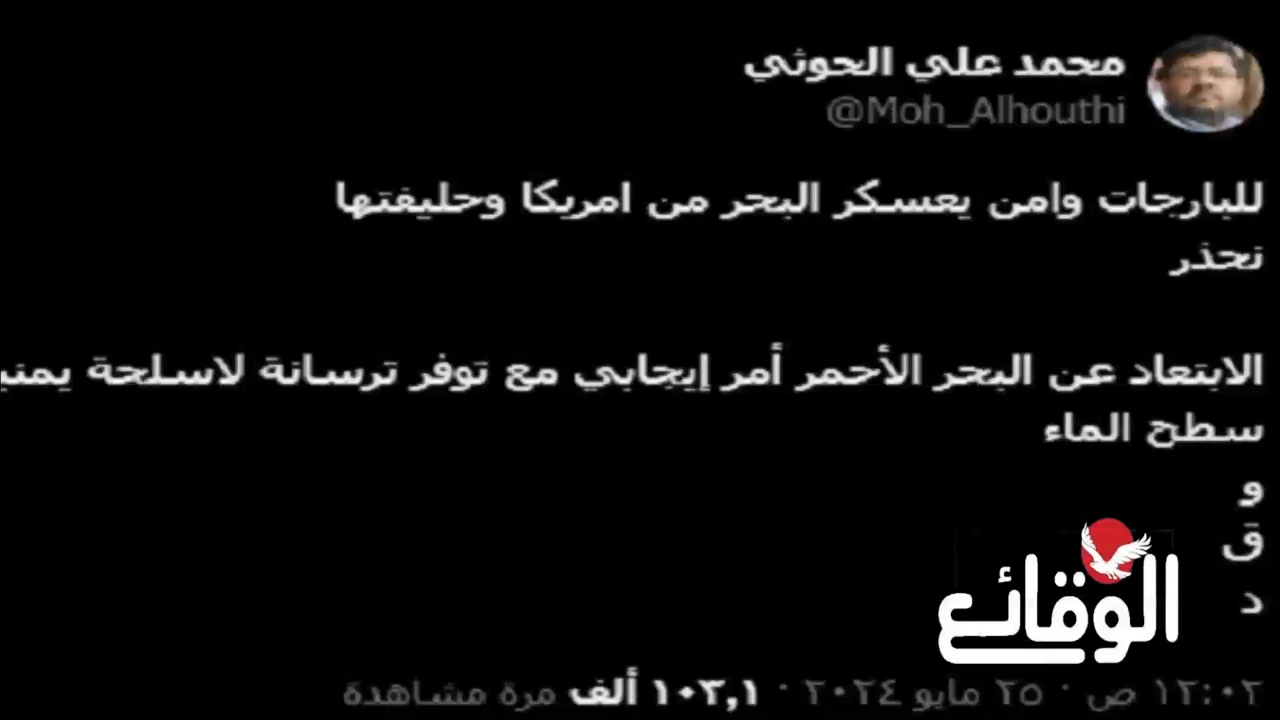 محمد علي الحوثي
@Moh_Alhouthi
للبارجات وامن يعسكر البحر من امريكا وحليفتها
نحذر
الابتعاد عن البحر الأحمر أمر إيجابي مع توفر ترسانة لاسلحة
سطح الماء
و
ق
د
الوقائع
١٢:٠٢ ص · ٢٥ مايو ٢٠٢٤ · ١٠٣,١ ألف مرة مشاهدة